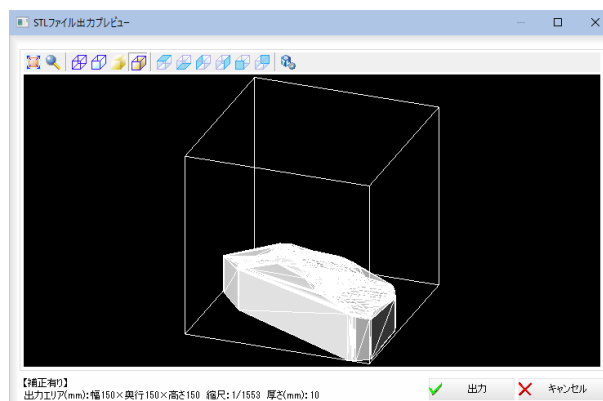 STLファイル出力プレビュー
【補正有り】
出力エリア(mm):幅150×奥行150×高さ150 縮尺:1/1553 厚さ(mm):10
出力
キャンセル